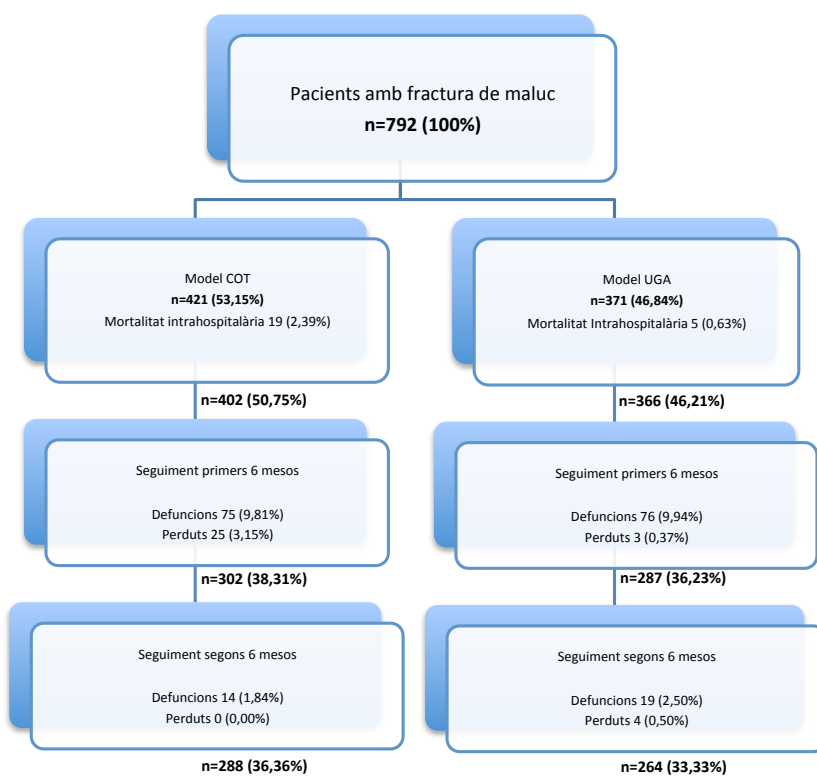 Pacients amb fractura de maluc
n=792 (100%)
Model COT
n=421 (53,15%)
Mortalitat intrahospitalària 19 (2,39%)
n=402 (50,75%)
Seguiment primers 6 mesos
Defuncions 75 (9,81%)
Perduts 25 (3,15%)
n=302 (38,31%)
Seguiment segons 6 mesos
Defuncions 14 (1,84%)
Perduts 0 (0,00%)
n=288 (36,36%)
Model UGA
n=371 (46,84%)
Mortalitat Intrahospitalària 5 (0,63%)
n=366 (46,21%)
Seguiment primers 6 mesos
Defuncions 76 (9,94%)
Perduts 3 (0,37%)
n=287 (36,23%)
Seguiment segons 6 mesos
Defuncions 19 (2,50%)
Perduts 4 (0,50%)
n=264 (33,33%)